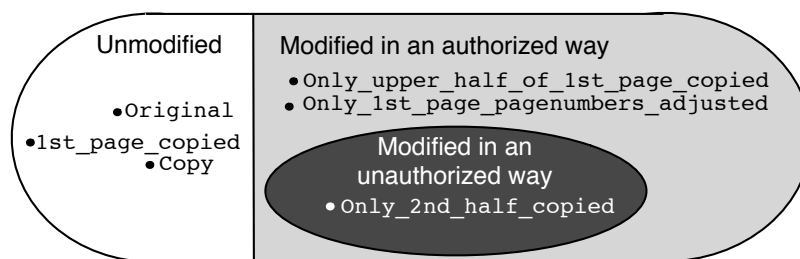 Unmodified
•Original
•1st_page_copied
•Copy
Modified in an authorized way
•Only_upper_half_of_1st_page_copied
•Only_1st_page_pagenumbers_adjusted
Modified in an
unauthorized way
•Only_2nd_half_copied